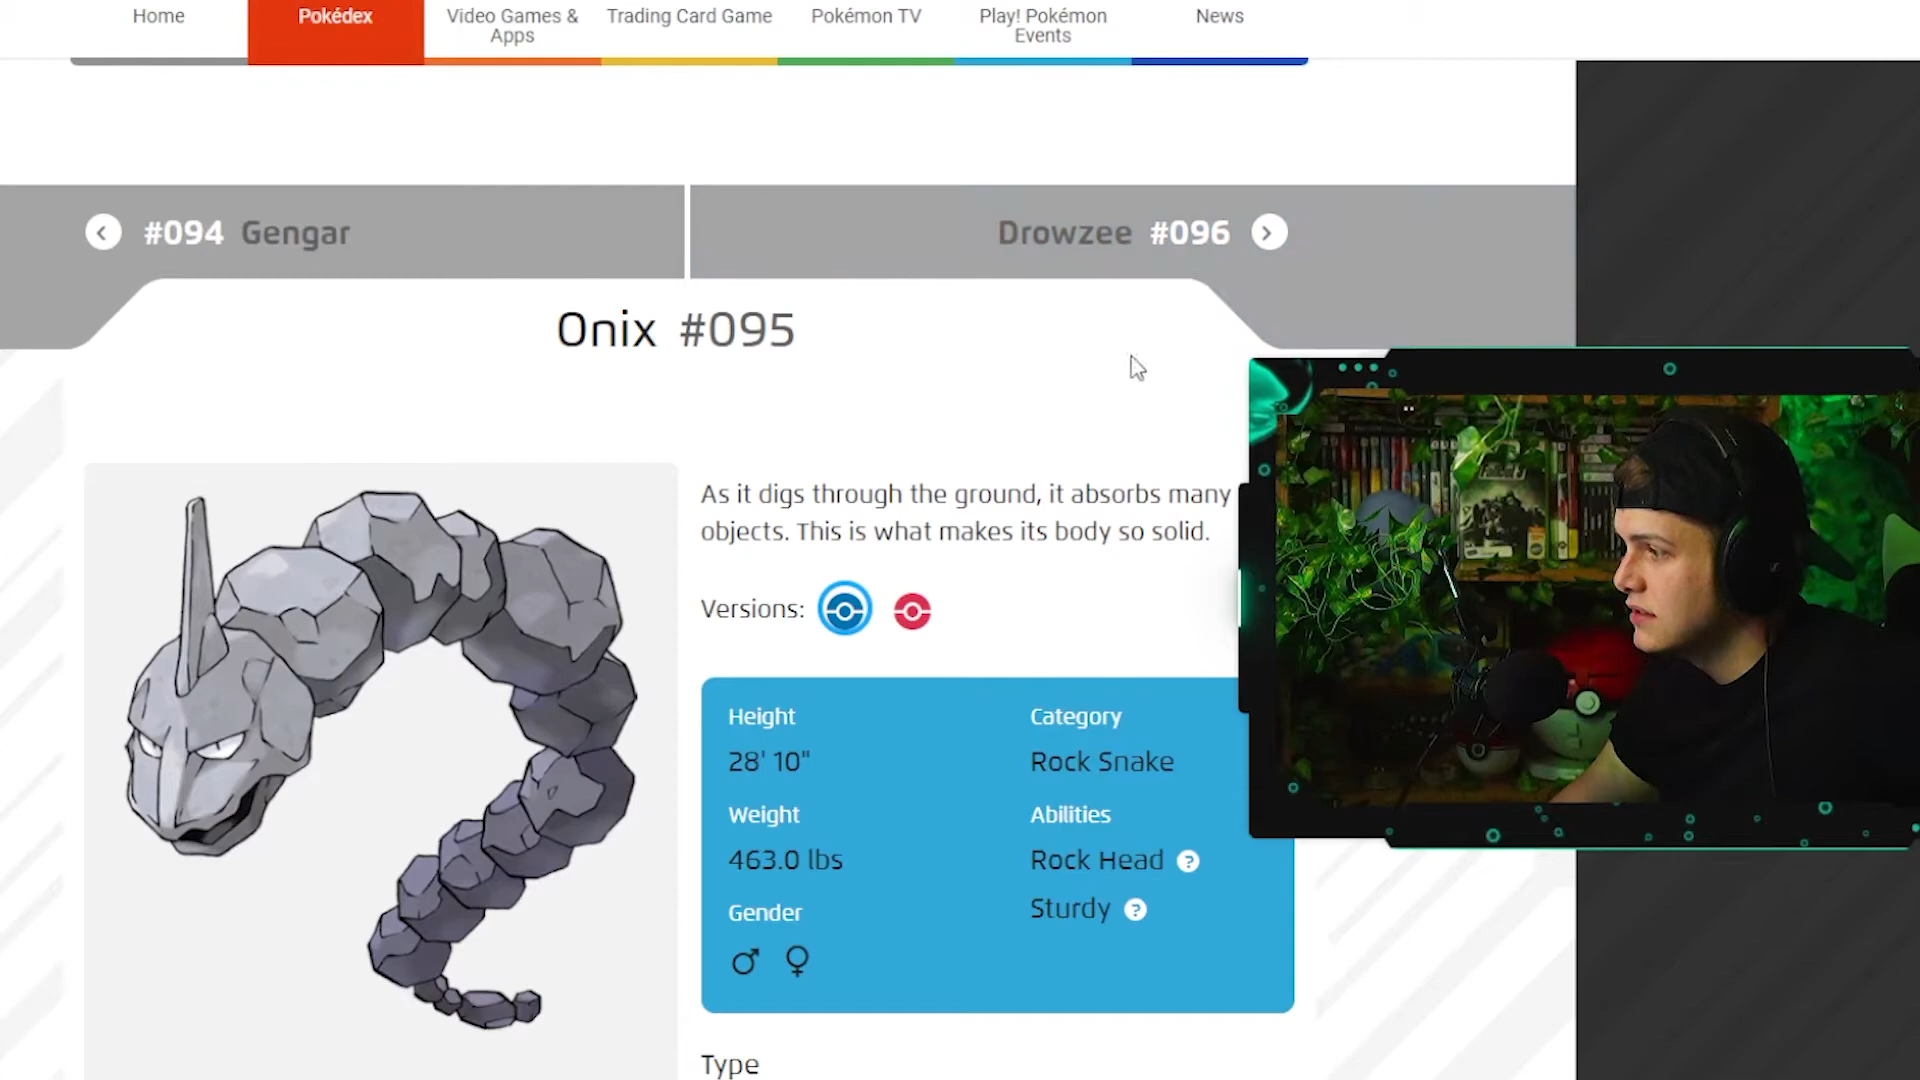 Home
Pokédex
Video Games &
Apps
Trading Card Game
Pokémon TV
Play! Pokémon
Events
News
#094 Gengar
Drowzee #096
Onix #095
As it digs through the ground, it absorbs many
objects. This is what makes its body so solid.
Versions:
Height
28' 10"
Weight
463.0 lbs
Gender
Category
Rock Snake
Abilities
Rock Head ?
Sturdy ?
Type